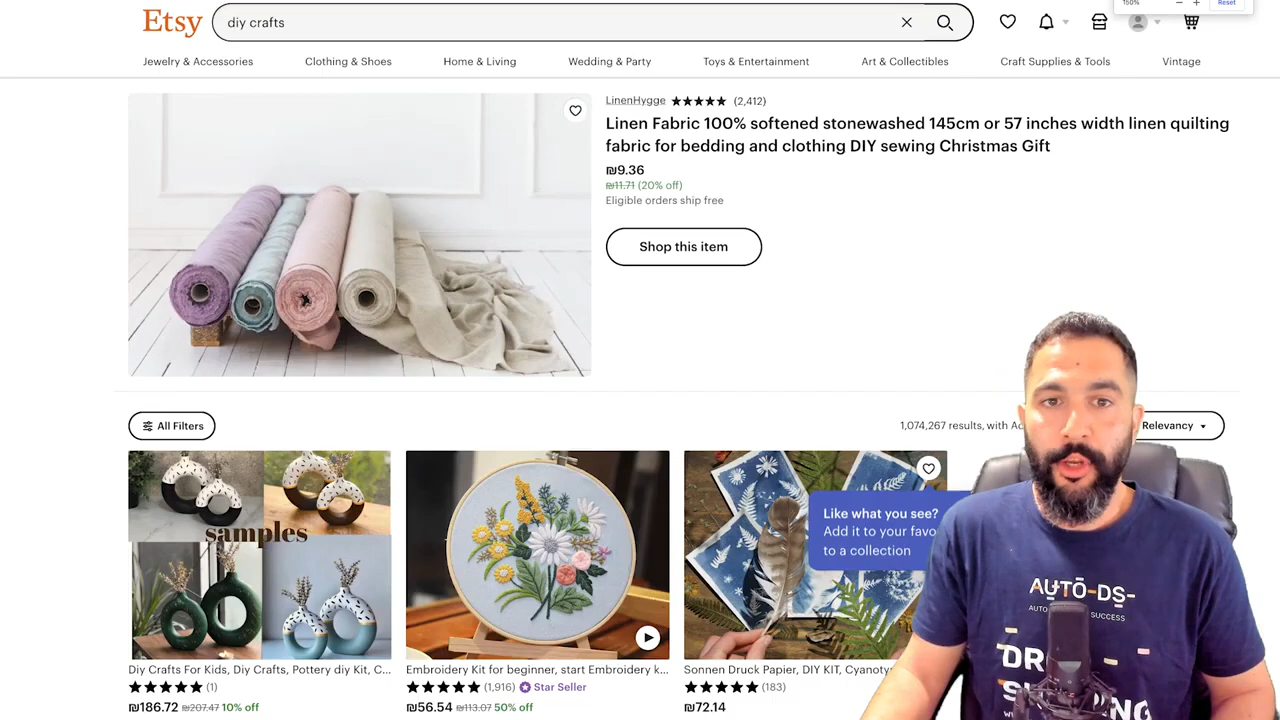 150%
Reset
Etsy
diy crafts
Jewelry & Accessories
Clothing & Shoes
Home & Living
Wedding & Party
Toys & Entertainment
Art & Collectibles
Craft Supplies & Tools
Vintage
LinenHygge ★★★★★ (2,412)
Linen Fabric 100% softened stonewashed 145cm or 57 inches width linen quilting
fabric for bedding and clothing DIY sewing Christmas Gift
₪9.36
₪11.71 (20% off)
Eligible orders ship free
Shop this item
All Filters
1,074,267 results, with
Relevancy
samples
Like what you see?
Add it to your
to a collection
Diy Crafts For Kids, Diy Crafts, Pottery diy Kit, C...
★★★★★ (1)
₪186.72 ₪207.47 10% off
Embroidery Kit for beginner, start Embroidery k...
★★★★★ (1,916) Star Seller
₪56.54 ₪113.07 50% off
Sonnen Druck Papier, DIY KIT,
★★★★★ (183)
₪72.14
AUTO-DS-
SUCCESS